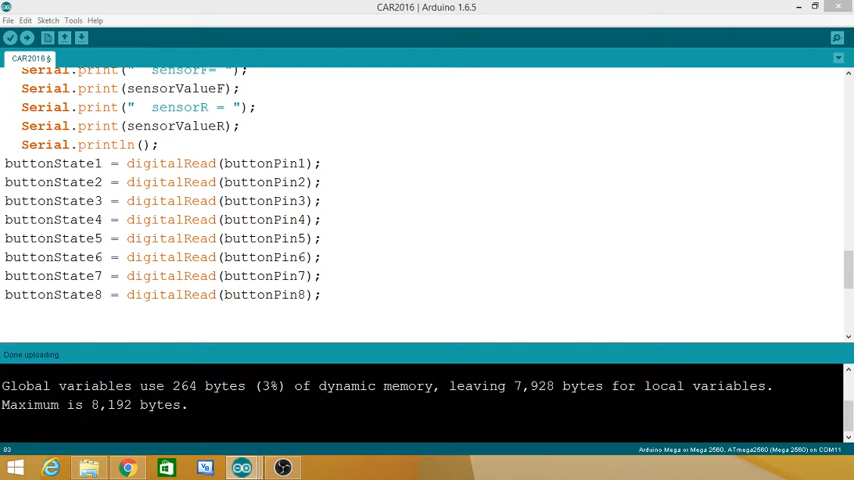 CAR2016 | Arduino 1.6.5
File Edit Sketch Tools Help
CAR2016 §
Serial.print("  sensorF= ");
Serial.print(sensorValueF);
Serial.print("  sensorR = ");
Serial.print(sensorValueR);
Serial.println();
buttonState1 = digitalRead(buttonPin1);
buttonState2 = digitalRead(buttonPin2);
buttonState3 = digitalRead(buttonPin3);
buttonState4 = digitalRead(buttonPin4);
buttonState5 = digitalRead(buttonPin5);
buttonState6 = digitalRead(buttonPin6);
buttonState7 = digitalRead(buttonPin7);
buttonState8 = digitalRead(buttonPin8);
Done uploading.
Global variables use 264 bytes (3%) of dynamic memory, leaving 7,928 bytes for local variables.
Maximum is 8,192 bytes.
83 Arduino Mega or Mega 2560, ATmega2560 (Mega 2560) on COM11